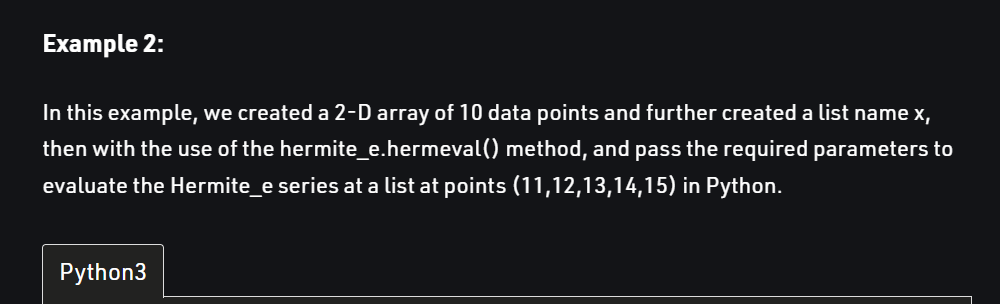 Example 2:
In this example, we created a 2-D array of 10 data points and further created a list name x,
then with the use of the hermite_e.hermeval() method, and pass the required parameters to
evaluate the Hermite_e series at a list at points (11,12,13,14,15) in Python.
Python3